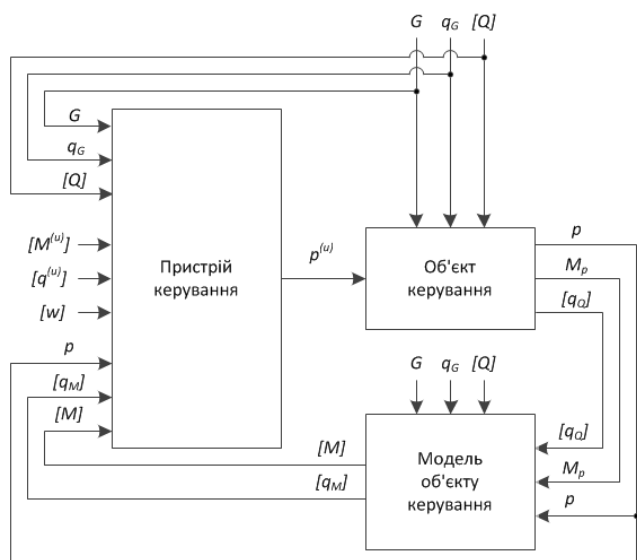 G q_G [Q]
G
q_G
[Q]
[M^(u)]
[q^(u)]
[w]
p
[q_M]
[M]
Пристрій
керування
p^(u)
Об'єкт
керування
p
M_p
[q_Q]
G q_G [Q]
Модель
об'єкту
керування
[q_Q]
M_p
p
[M]
[q_M]